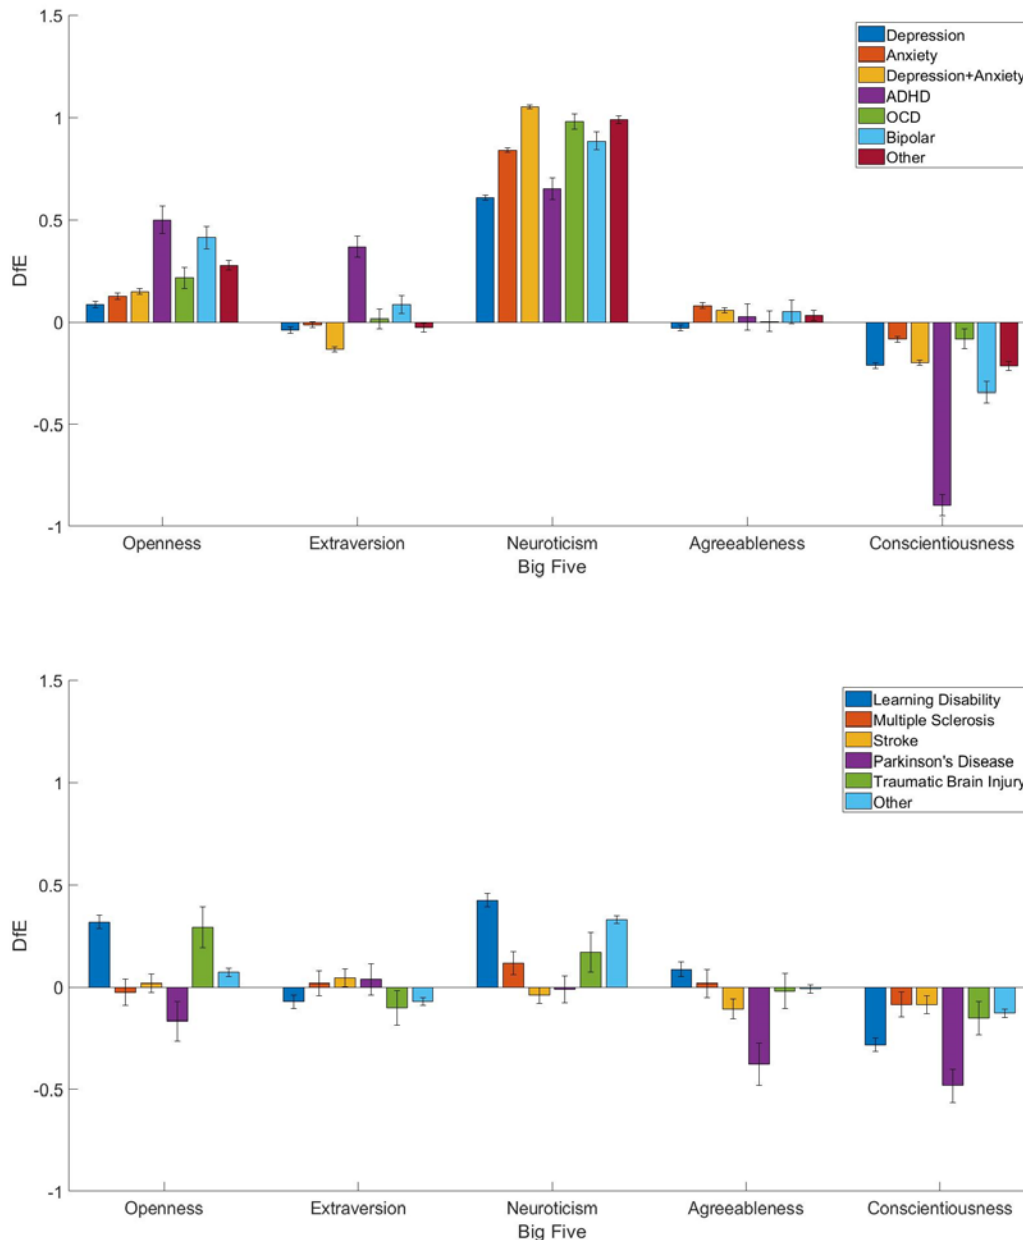 1.5
1
0.5
0
-0.5
-1
DfE
Depression
Anxiety
Depression+Anxiety
ADHD
OCD
Bipolar
Other
Openness Extraversion Neuroticism Agreeableness Conscientiousness
Big Five
1.5
1
0.5
0
-0.5
-1
DfE
Learning Disability
Multiple Sclerosis
Stroke
Parkinson's Disease
Traumatic Brain Injury
Other
Openness Extraversion Neuroticism Agreeableness Conscientiousness
Big Five